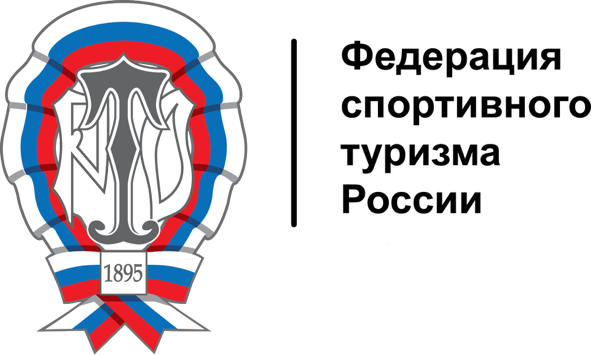 Федерация
спортивного
туризма
России
1895